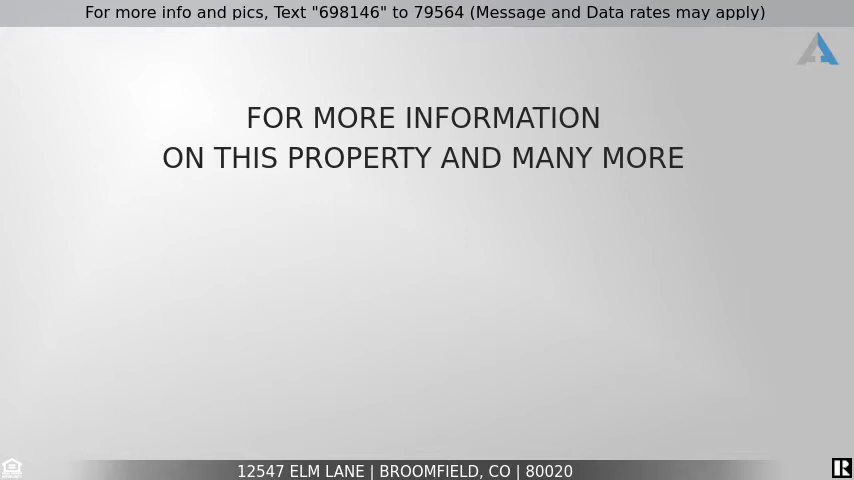 For more info and pics, Text "698146" to 79564 (Message and Data rates may apply)
FOR MORE INFORMATION
ON THIS PROPERTY AND MANY MORE
12547 ELM LANE | BROOMFIELD, CO | 80020